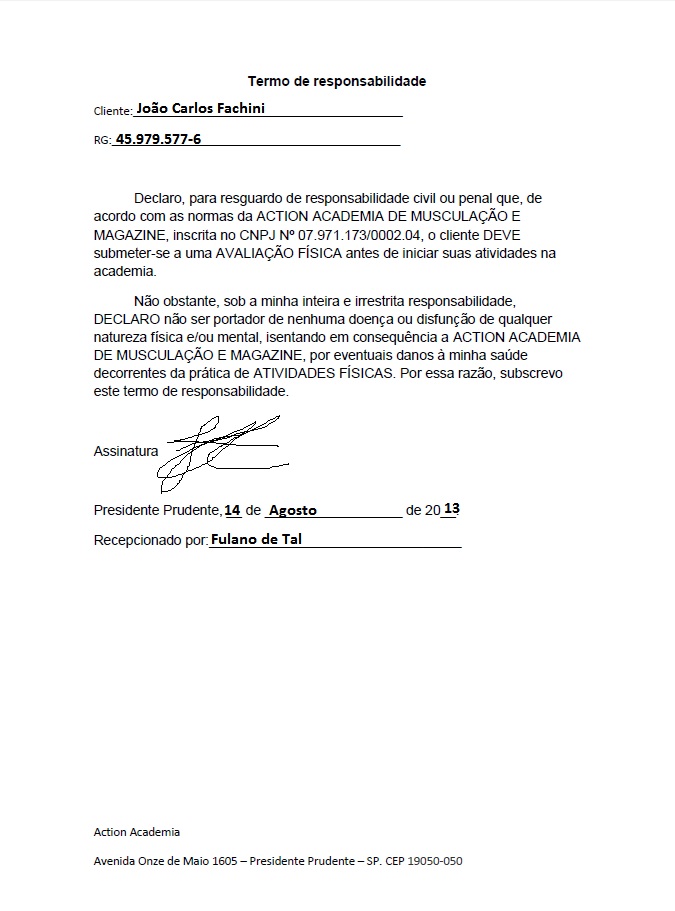 Termo de responsabilidade
Cliente: João Carlos Fachini
RG: 45.979.577-6
Declaro, para resguardo de responsabilidade civil ou penal que, de
acordo com as normas da ACTION ACADEMIA DE MUSCULAÇÃO E
MAGAZINE, inscrita no CNPJ Nº 07.971.173/0002.04, o cliente DEVE
submeter-se a uma AVALIAÇÃO FÍSICA antes de iniciar suas atividades na
academia.
Não obstante, sob a minha inteira e irrestrita responsabilidade,
DECLARO não ser portador de nenhuma doença ou disfunção de qualquer
natureza física e/ou mental, isentando em consequência a ACTION ACADEMIA
DE MUSCULAÇÃO E MAGAZINE, por eventuais danos à minha saúde
decorrentes da prática de ATIVIDADES FÍSICAS. Por essa razão, subscrevo
este termo de responsabilidade.
Assinatura
Presidente Prudente, 14 de Agosto de 2013
Recepcionado por: Fulano de Tal
Action Academia
Avenida Onze de Maio 1605 – Presidente Prudente – SP. CEP 19050-050